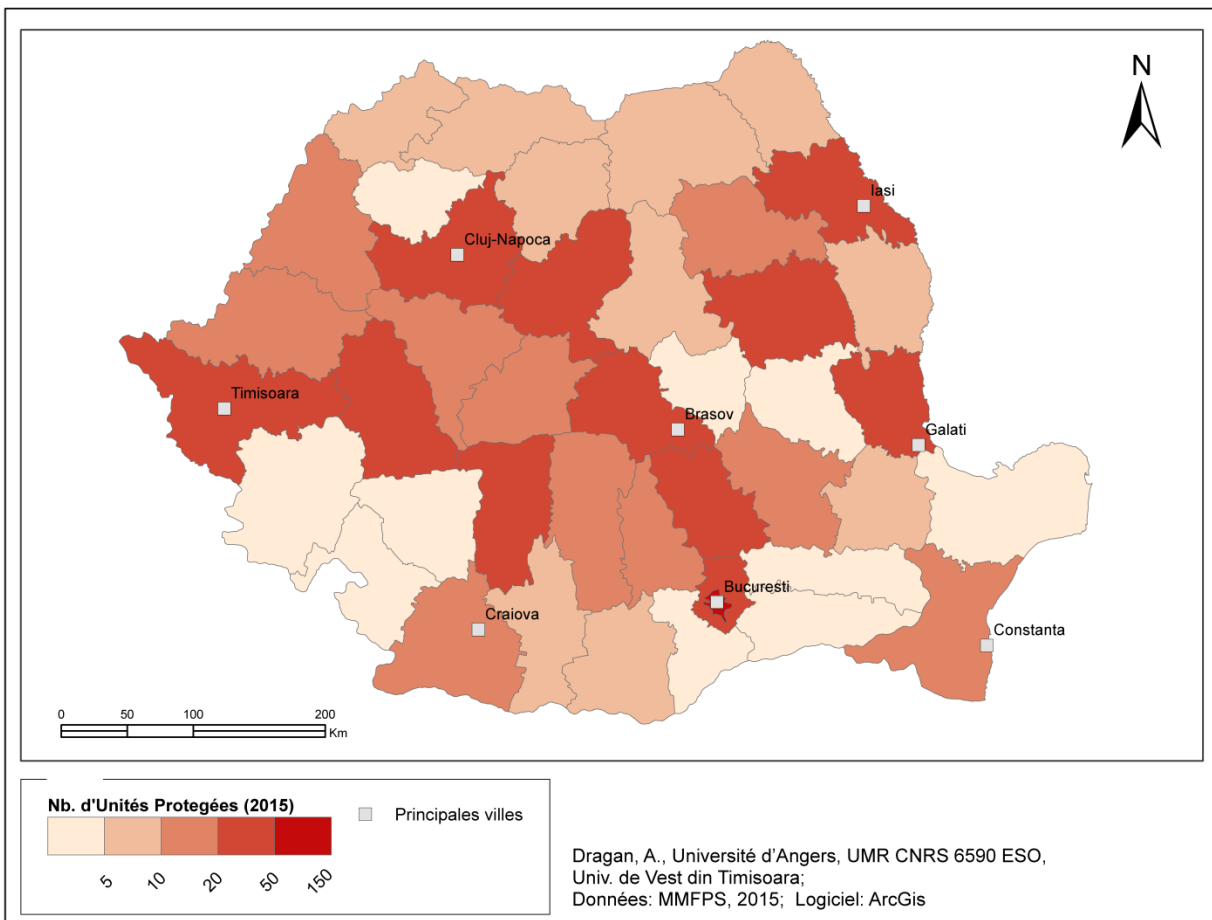 N
Iasi
Cluj-Napoca
Timisoara
Brasov
Galati
Bucuresti
Craiova
Constanta
0 50 100 200
Km
Nb. d'Unités Protegées (2015)
5 10 20 50 150
Principales villes
Dragan, A., Université d'Angers, UMR CNRS 6590 ESO,
Univ. de Vest din Timisoara;
Données: MMFPS, 2015; Logiciel: ArcGis